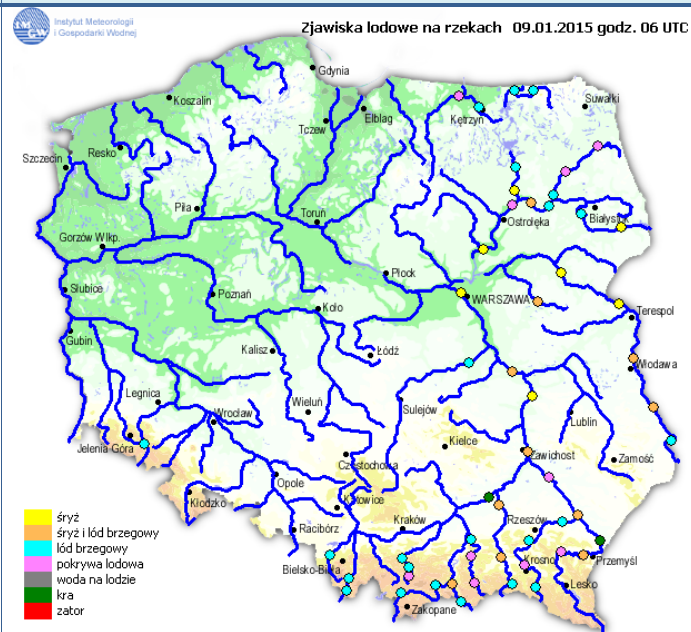 Instytut Meteorologii
i Gospodarki Wodnej
Zjawiska lodowe na rzekach 09.01.2015 godz. 06 UTC
Gdynia
Koszalin
Suwałki
Tczew
Elbląg
Kętrzyn
Resko
Szczecin
Piła
Toruń
Ostrołęka
Białystok
Gorzów Wlkp.
Płock
Słubice
Poznań
WARSZAWA
Koło
Terespol
Gubin
Kalisz
Łódź
Włodawa
Legnica
Wieluń
Sulejów
Wrocław
Lublin
Jelenia Góra
Kielce
Zawichost
Zamość
Częstochowa
Opole
Kłodzko
Katowice
Racibórz
Kraków
Rzeszów
Bielsko-Biała
Krosno
Przemyśl
Lesko
Zakopane
śryż
śryż i lód brzegowy
lód brzegowy
pokrywa lodowa
woda na lodzie
kra
zator